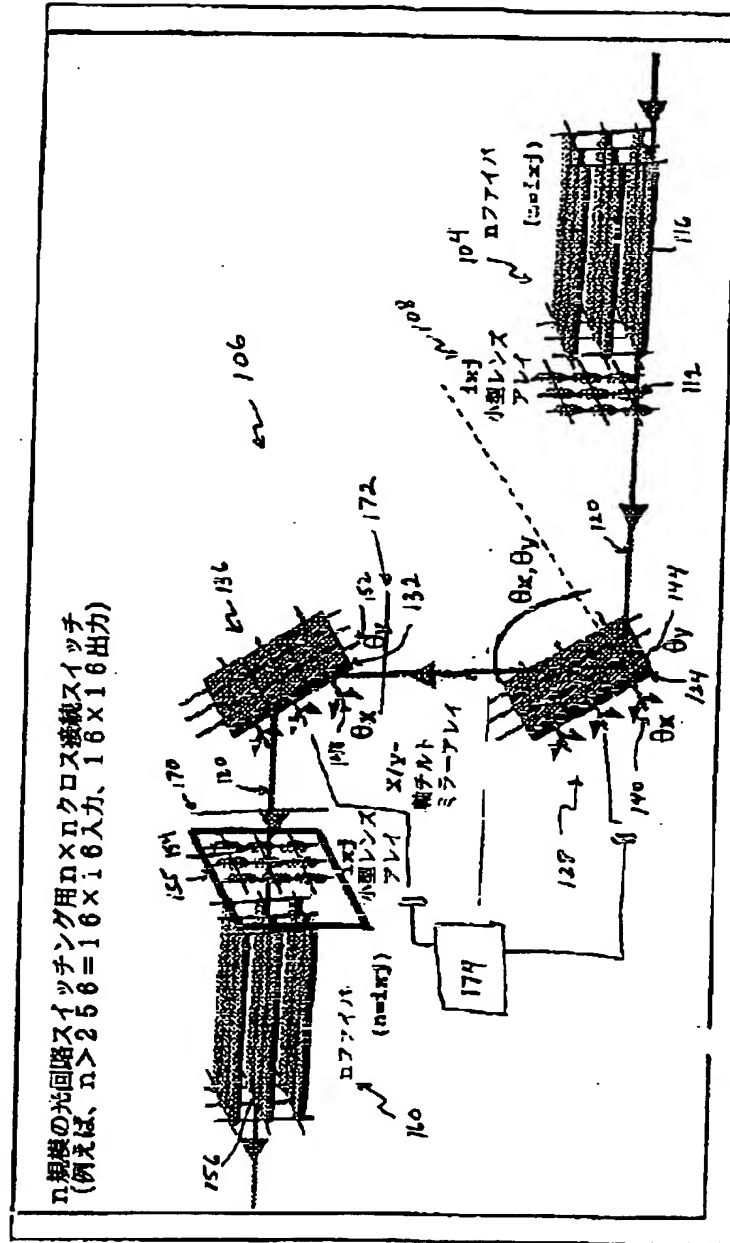 n規模の光回路スイッチング用n×nクロス接続スイッチ
(例えば、n>256=16×16入力、16×16出力)
106
136
152
172
132
θy
θx
148
170
120
154
155
i×j
小型レンズ
アレイ
156
nファイバ
(n=i×j)
160
X/Y-
軸チルト
ミラーアレイ
174
108
i×j
小型レンズ
アレイ
104
nファイバ
(n=i×j)
116
112
120
θx, θy
144
θy
124
θx
140
128